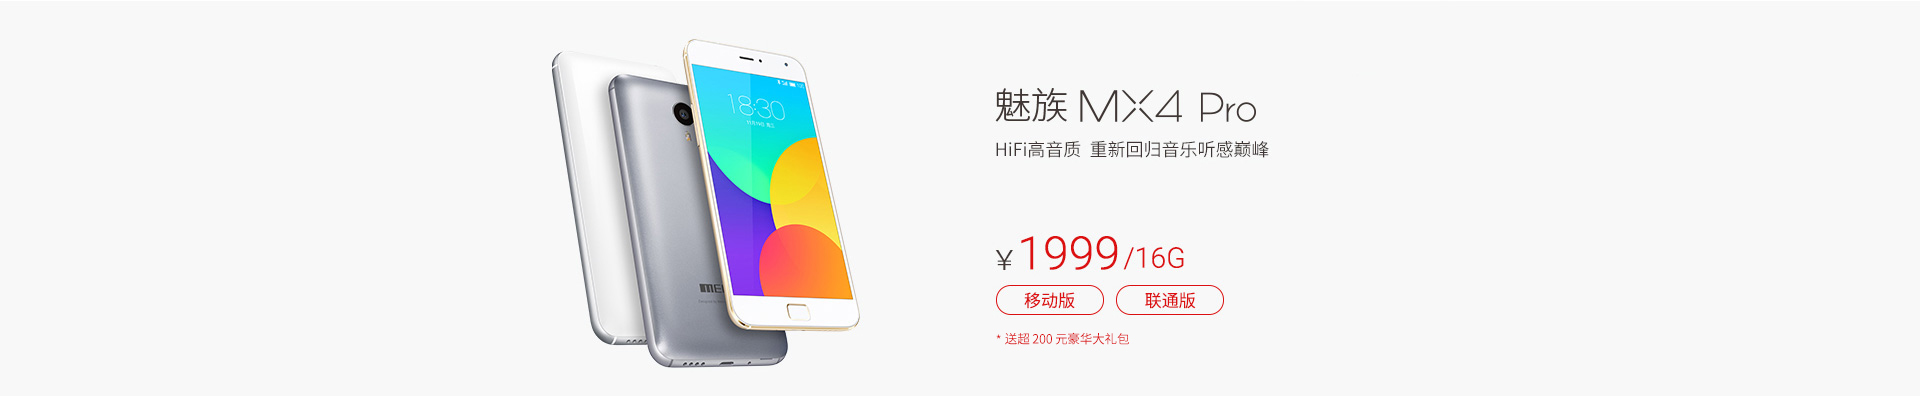 魅族 MX4 Pro
HiFi高音质 重新回归音乐听感巅峰
¥ 1999/16G
移动版 联通版
* 送超 200 元豪华大礼包
18:30